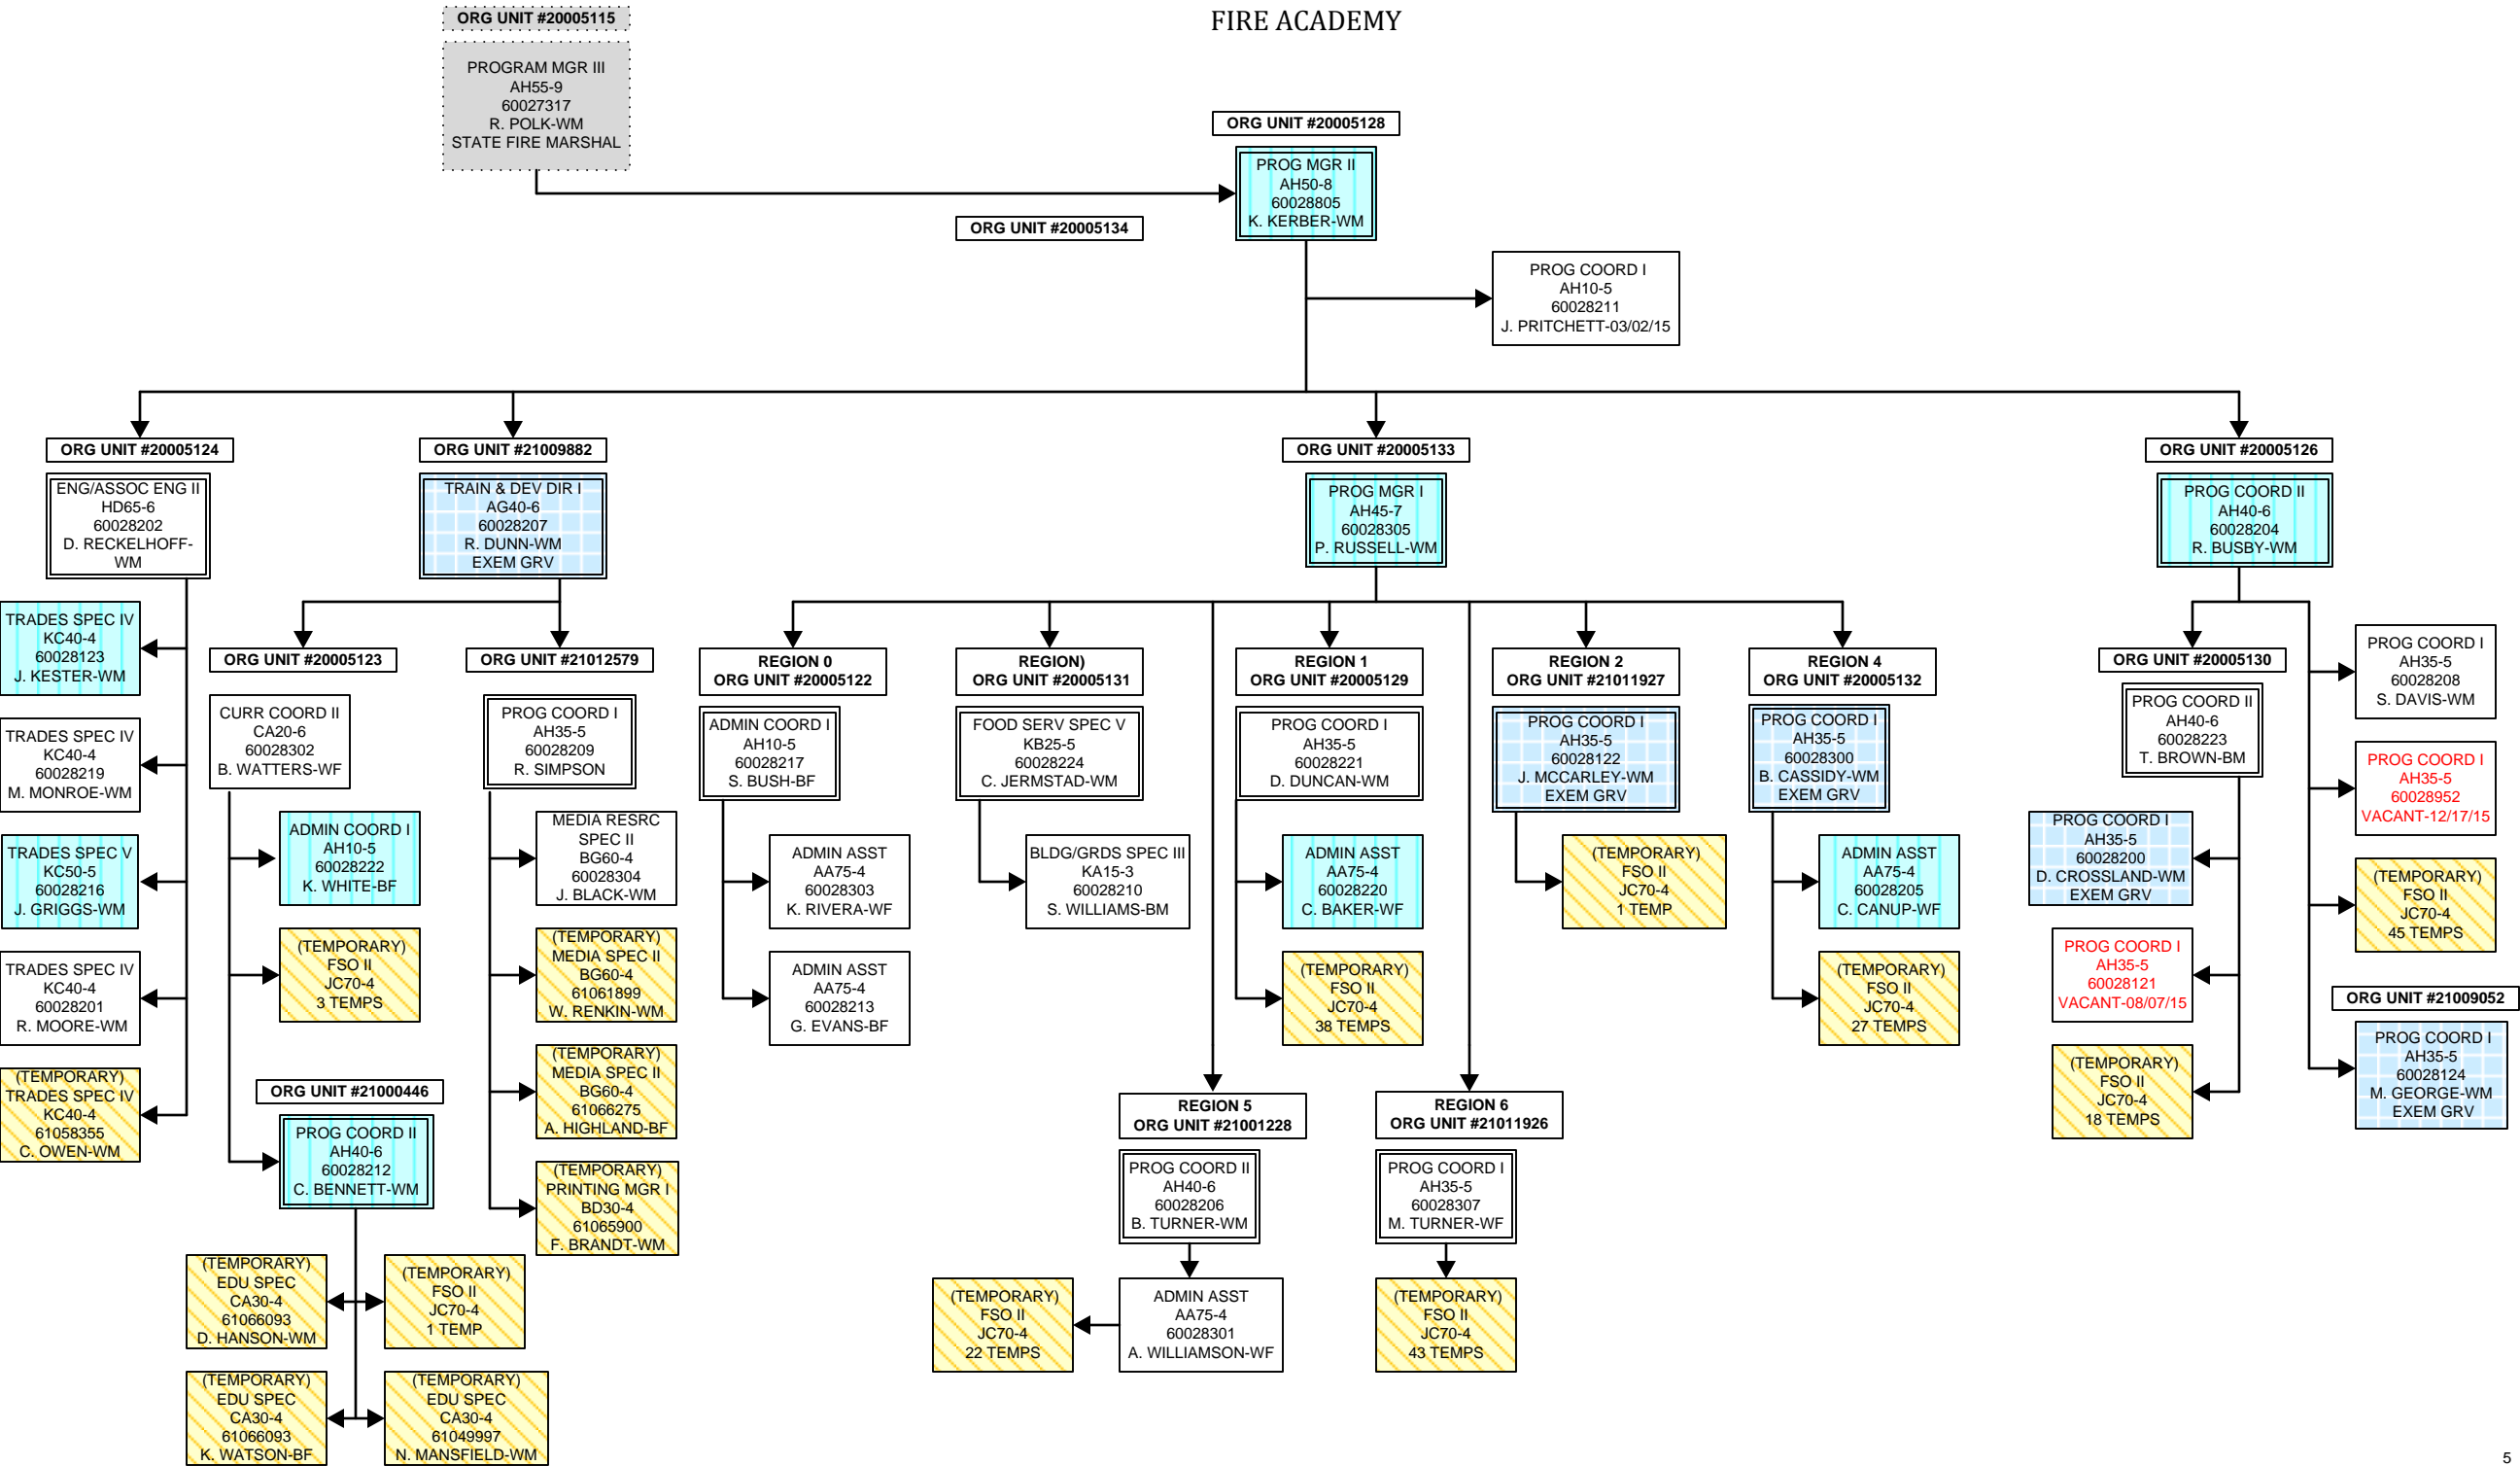 FIRE ACADEMY
ORG UNIT #20005115
PROGRAM MGR III
AH55-9
60027317
R. POLK-WM
STATE FIRE MARSHAL
ORG UNIT #20005128
PROG MGR II
AH50-8
60028805
K. KERBER-WM
ORG UNIT #20005134
PROG COORD I
AH10-5
60028211
J. PRITCHETT-03/02/15
ORG UNIT #20005124
ENG/ASSOC ENG II
HD65-6
60028202
D. RECKELHOFF-
WM
TRADES SPEC IV
KC40-4
60028123
J. KESTER-WM
TRADES SPEC IV
KC40-4
60028219
M. MONROE-WM
TRADES SPEC V
KC50-5
60028216
J. GRIGGS-WM
TRADES SPEC IV
KC40-4
60028201
R. MOORE-WM
(TEMPORARY)
TRADES SPEC IV
KC40-4
61058355
C. OWEN-WM
ORG UNIT #21009882
TRAIN & DEV DIR I
AG40-6
60028207
R. DUNN-WM
EXEM GRV
ORG UNIT #20005123
CURR COORD II
CA20-6
60028302
B. WATTERS-WF
ADMIN COORD I
AH10-5
60028222
K. WHITE-BF
(TEMPORARY)
FSO II
JC70-4
3 TEMPS
ORG UNIT #21000446
PROG COORD II
AH40-6
60028212
C. BENNETT-WM
(TEMPORARY)
EDU SPEC
CA30-4
61066093
D. HANSON-WM
(TEMPORARY)
FSO II
JC70-4
1 TEMP
(TEMPORARY)
EDU SPEC
CA30-4
61066093
K. WATSON-BF
(TEMPORARY)
EDU SPEC
CA30-4
61049997
N. MANSFIELD-WM
ORG UNIT #21012579
PROG COORD I
AH35-5
60028209
R. SIMPSON
MEDIA RESRC
SPEC II
BG60-4
60028304
J. BLACK-WM
(TEMPORARY)
MEDIA SPEC II
BG60-4
61061899
W. RENKIN-WM
(TEMPORARY)
MEDIA SPEC II
BG60-4
61066275
A. HIGHLAND-BF
(TEMPORARY)
PRINTING MGR I
BD30-4
61065900
F. BRANDT-WM
ORG UNIT #20005133
PROG MGR I
AH45-7
60028305
P. RUSSELL-WM
REGION 0
ORG UNIT #20005122
ADMIN COORD I
AH10-5
60028217
S. BUSH-BF
ADMIN ASST
AA75-4
60028303
K. RIVERA-WF
ADMIN ASST
AA75-4
60028213
G. EVANS-BF
REGION)
ORG UNIT #20005131
FOOD SERV SPEC V
KB25-5
60028224
C. JERMSTAD-WM
BLDG/GRDS SPEC III
KA15-3
60028210
S. WILLIAMS-BM
REGION 1
ORG UNIT #20005129
PROG COORD I
AH35-5
60028221
D. DUNCAN-WM
ADMIN ASST
AA75-4
60028220
C. BAKER-WF
(TEMPORARY)
FSO II
JC70-4
38 TEMPS
REGION 2
ORG UNIT #21011927
PROG COORD I
AH35-5
60028122
J. MCCARLEY-WM
EXEM GRV
(TEMPORARY)
FSO II
JC70-4
1 TEMP
REGION 4
ORG UNIT #20005132
PROG COORD I
AH35-5
60028300
B. CASSIDY-WM
EXEM GRV
ADMIN ASST
AA75-4
60028205
C. CANUP-WF
(TEMPORARY)
FSO II
JC70-4
27 TEMPS
REGION 5
ORG UNIT #21001228
PROG COORD II
AH40-6
60028206
B. TURNER-WM
(TEMPORARY)
FSO II
JC70-4
22 TEMPS
ADMIN ASST
AA75-4
60028301
A. WILLIAMSON-WF
REGION 6
ORG UNIT #21011926
PROG COORD I
AH35-5
60028307
M. TURNER-WF
(TEMPORARY)
FSO II
JC70-4
43 TEMPS
ORG UNIT #20005126
PROG COORD II
AH40-6
60028204
R. BUSBY-WM
ORG UNIT #20005130
PROG COORD II
AH40-6
60028223
T. BROWN-BM
PROG COORD I
AH35-5
60028200
D. CROSSLAND-WM
EXEM GRV
PROG COORD I
AH35-5
60028121
VACANT-08/07/15
(TEMPORARY)
FSO II
JC70-4
18 TEMPS
PROG COORD I
AH35-5
60028208
S. DAVIS-WM
PROG COORD I
AH35-5
60028952
VACANT-12/17/15
(TEMPORARY)
FSO II
JC70-4
45 TEMPS
ORG UNIT #21009052
PROG COORD I
AH35-5
60028124
M. GEORGE-WM
EXEM GRV
5